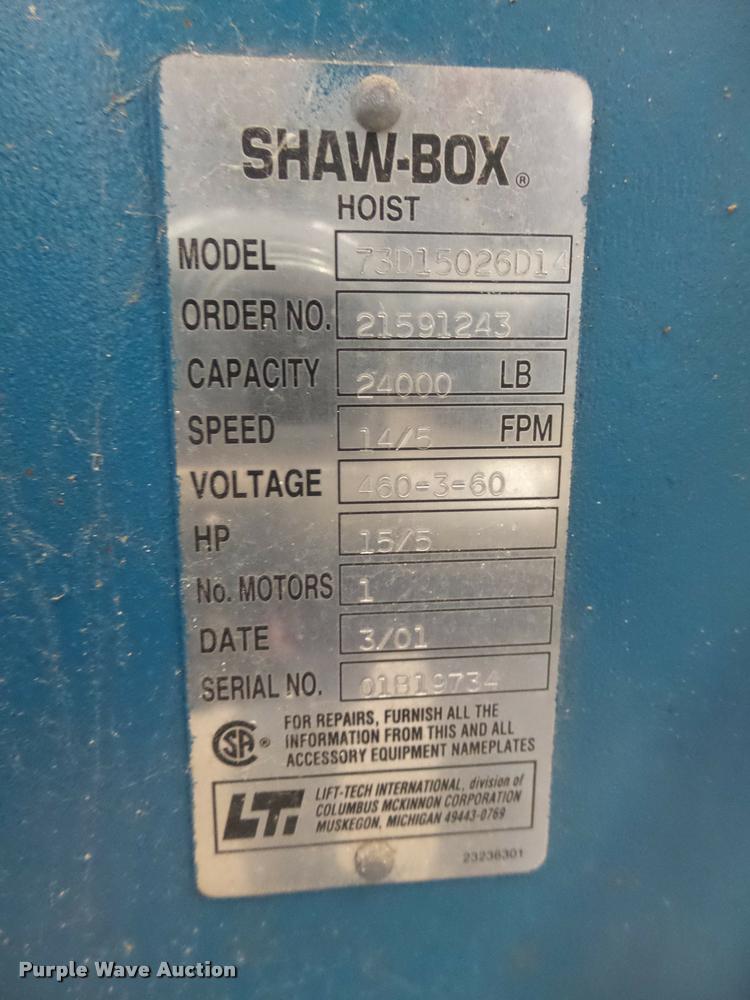 SHAW-BOX®
HOIST
MODEL 73D15026D14
ORDER NO. 21591243
CAPACITY 24000 LB
SPEED 14/5 FPM
VOLTAGE 460-3-60
HP 15/5
No. MOTORS 1
DATE 3/01
SERIAL NO. 01B19734
SA ®
FOR REPAIRS, FURNISH ALL THE
INFORMATION FROM THIS AND ALL
ACCESSORY EQUIPMENT NAMEPLATES
LTI
LIFT-TECH INTERNATIONAL, division of
COLUMBUS MCKINNON CORPORATION
MUSKEGON, MICHIGAN 49443-0769
23236301
Purple Wave Auction